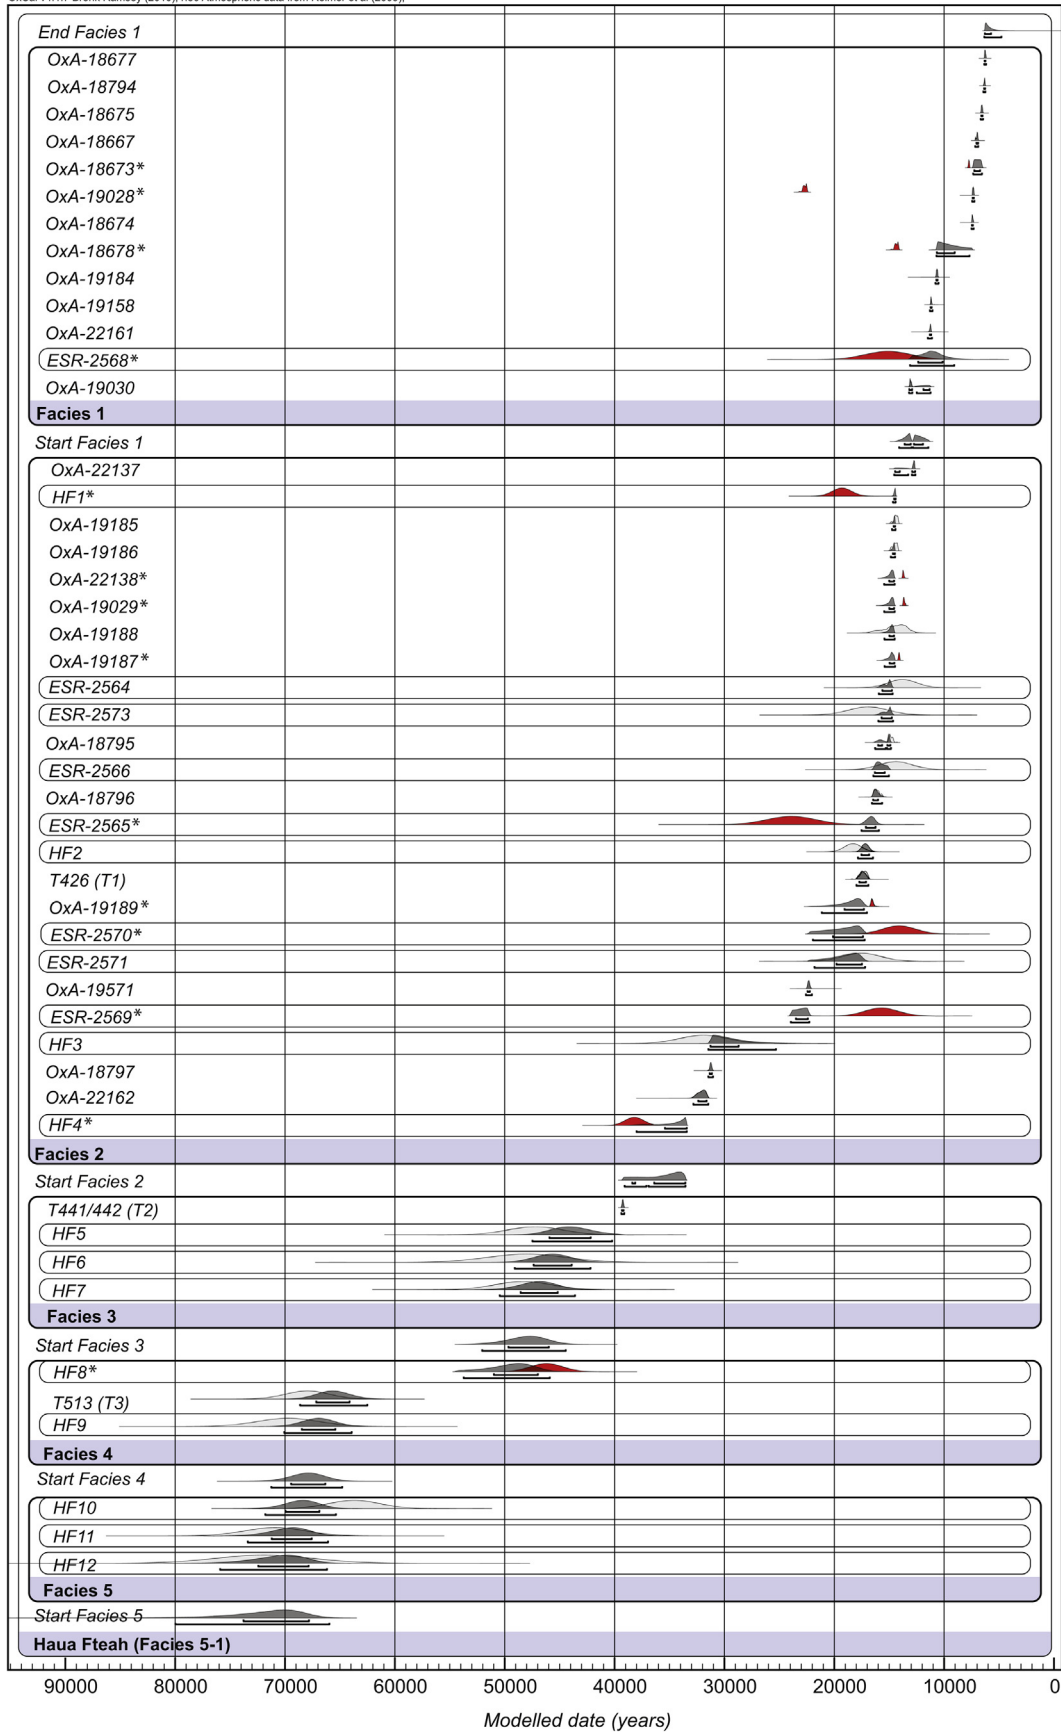 End Facies 1
OxA-18677
OxA-18794
OxA-18675
OxA-18667
OxA-18673*
OxA-19028*
OxA-18674
OxA-18678*
OxA-19184
OxA-19158
OxA-22161
ESR-2568*
OxA-19030
Facies 1
Start Facies 1
OxA-22137
HF1*
OxA-19185
OxA-19186
OxA-22138*
OxA-19029*
OxA-19188
OxA-19187*
ESR-2564
ESR-2573
OxA-18795
ESR-2566
OxA-18796
ESR-2565*
HF2
T426 (T1)
OxA-19189*
ESR-2570*
ESR-2571
OxA-19571
ESR-2569*
HF3
OxA-18797
OxA-22162
HF4*
Facies 2
Start Facies 2
T441/442 (T2)
HF5
HF6
HF7
Facies 3
Start Facies 3
HF8*
T513 (T3)
HF9
Facies 4
Start Facies 4
HF10
HF11
HF12
Facies 5
Start Facies 5
Haua Fteah (Facies 5-1)
90000 80000 70000 60000 50000 40000 30000 20000 10000 0
Modelled date (years)